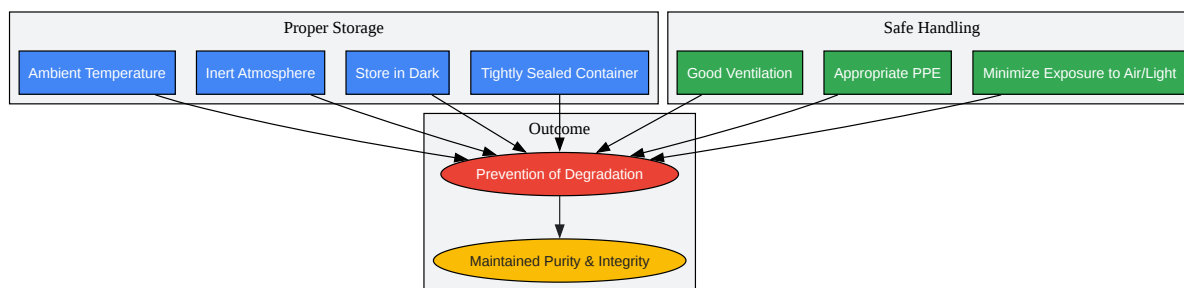 Proper Storage
Safe Handling
Ambient Temperature
Inert Atmosphere
Store in Dark
Tightly Sealed Container
Good Ventilation
Appropriate PPE
Minimize Exposure to Air/Light
Outcome
Prevention of Degradation
Maintained Purity & Integrity